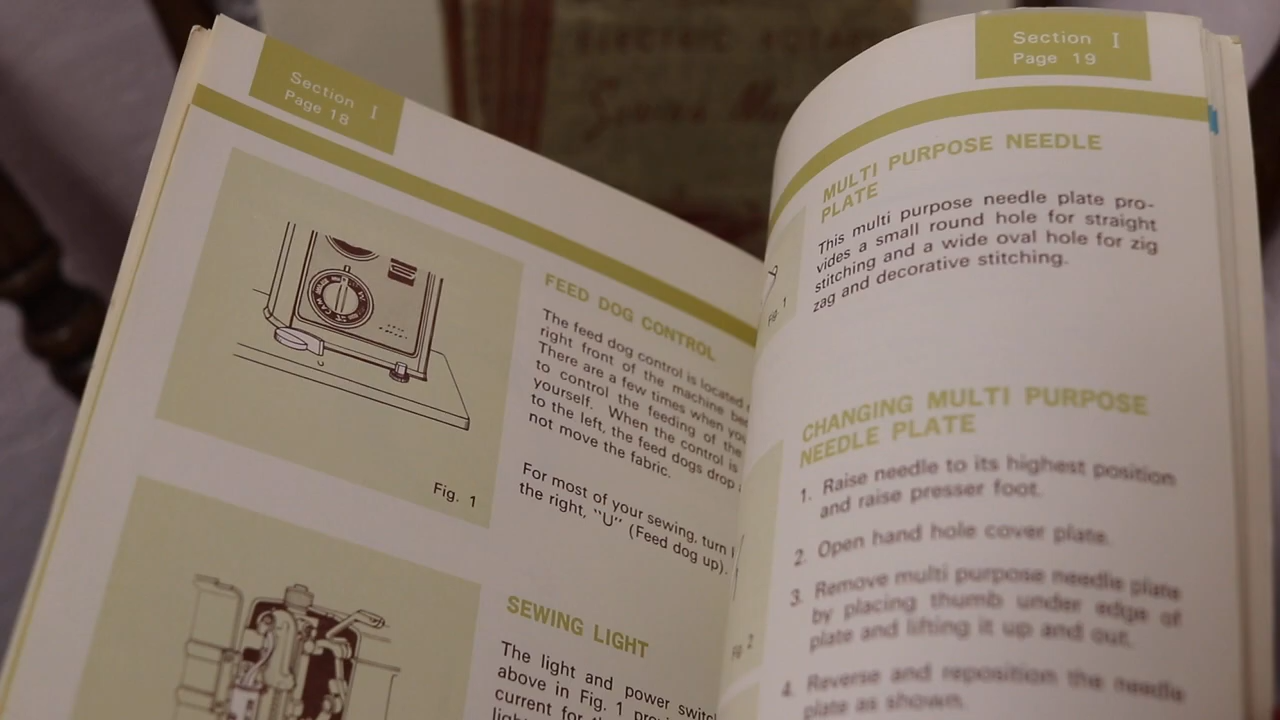 ELECTRIC ROTARY
Section I
Page 18
FEED DOG CONTROL
The feed dog control is located
right front of the machine bed
There are a few times when you
to control the feeding of the
yourself. When the control is
to the left, the feed dogs drop
not move the fabric.
For most of your sewing, turn
the right, "U" (Feed dog up).
Fig. 1
SEWING LIGHT
The light and power switch
above in Fig. 1
current for
Section I
Page 19
MULTI PURPOSE NEEDLE
PLATE
This multi purpose needle plate pro-
vides a small round hole for straight
stitching and a wide oval hole for zig
zag and decorative stitching.
Fig. 1
CHANGING MULTI PURPOSE
NEEDLE PLATE
1. Raise needle to its highest position
and raise presser foot.
2. Open hand hole cover plate.
3. Remove multi purpose needle plate
by placing thumb under edge of
plate and lifting it up and out.
Fig 2
4. Reverse and reposition the needle
plate as shown.